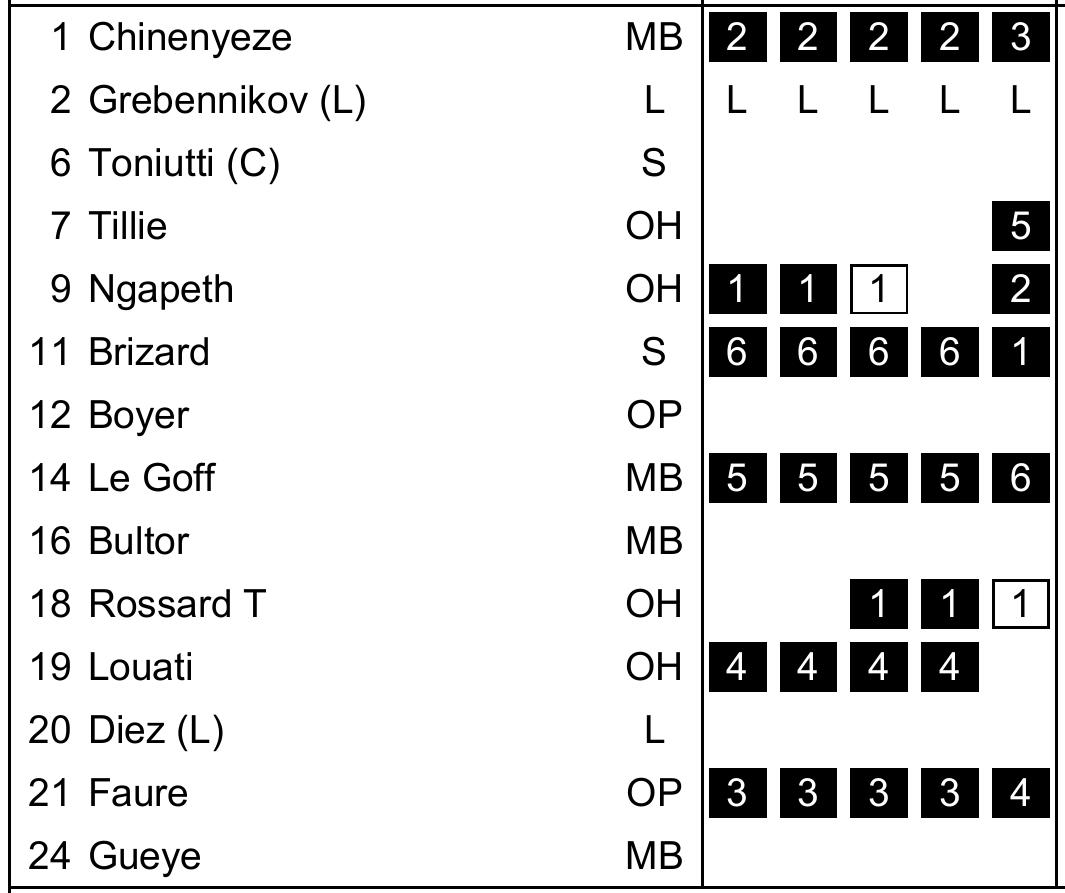 1 Chinenyeze MB 2 2 2 2 3
2 Grebennikov (L) L L L L L L
6 Toniutti (C) S
7 Tillie OH 5
9 Ngapeth OH 1 1 1 2
11 Brizard S 6 6 6 6 1
12 Boyer OP
14 Le Goff MB 5 5 5 5 6
16 Bultor MB
18 Rossard T OH 1 1 1
19 Louati OH 4 4 4 4
20 Diez (L) L
21 Faure OP 3 3 3 3 4
24 Gueye MB